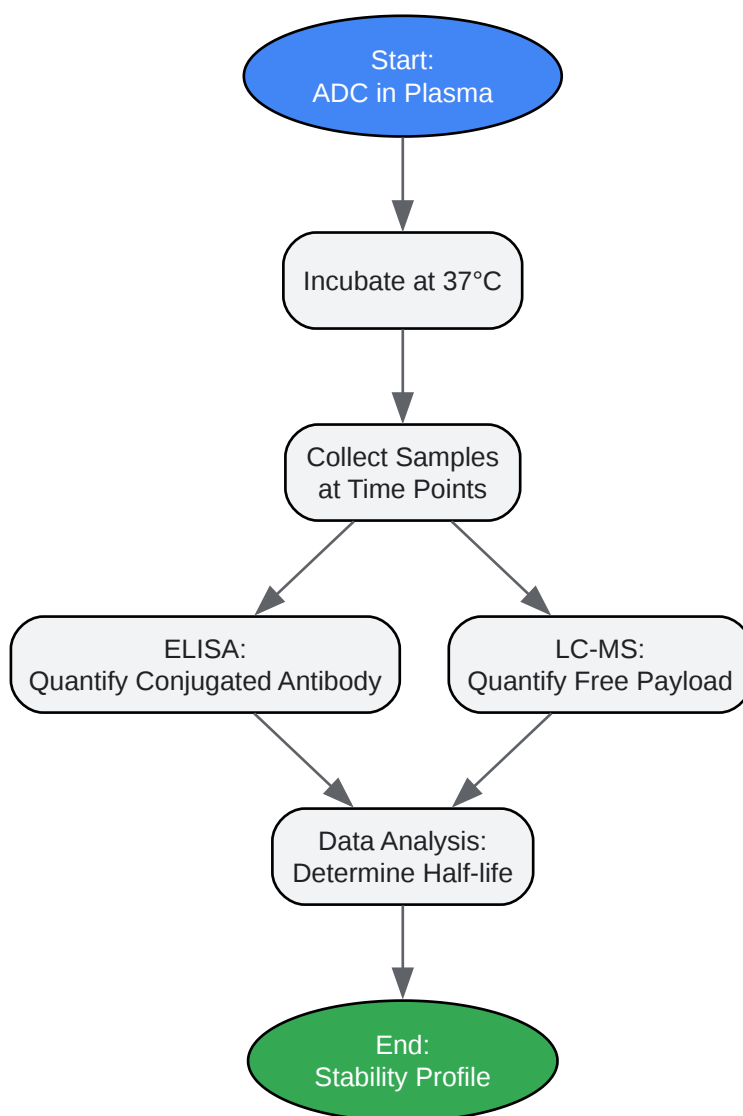 Start:
ADC in Plasma
Incubate at 37°C
Collect Samples
at Time Points
ELISA:
Quantify Conjugated Antibody
LC-MS:
Quantify Free Payload
Data Analysis:
Determine Half-life
End:
Stability Profile